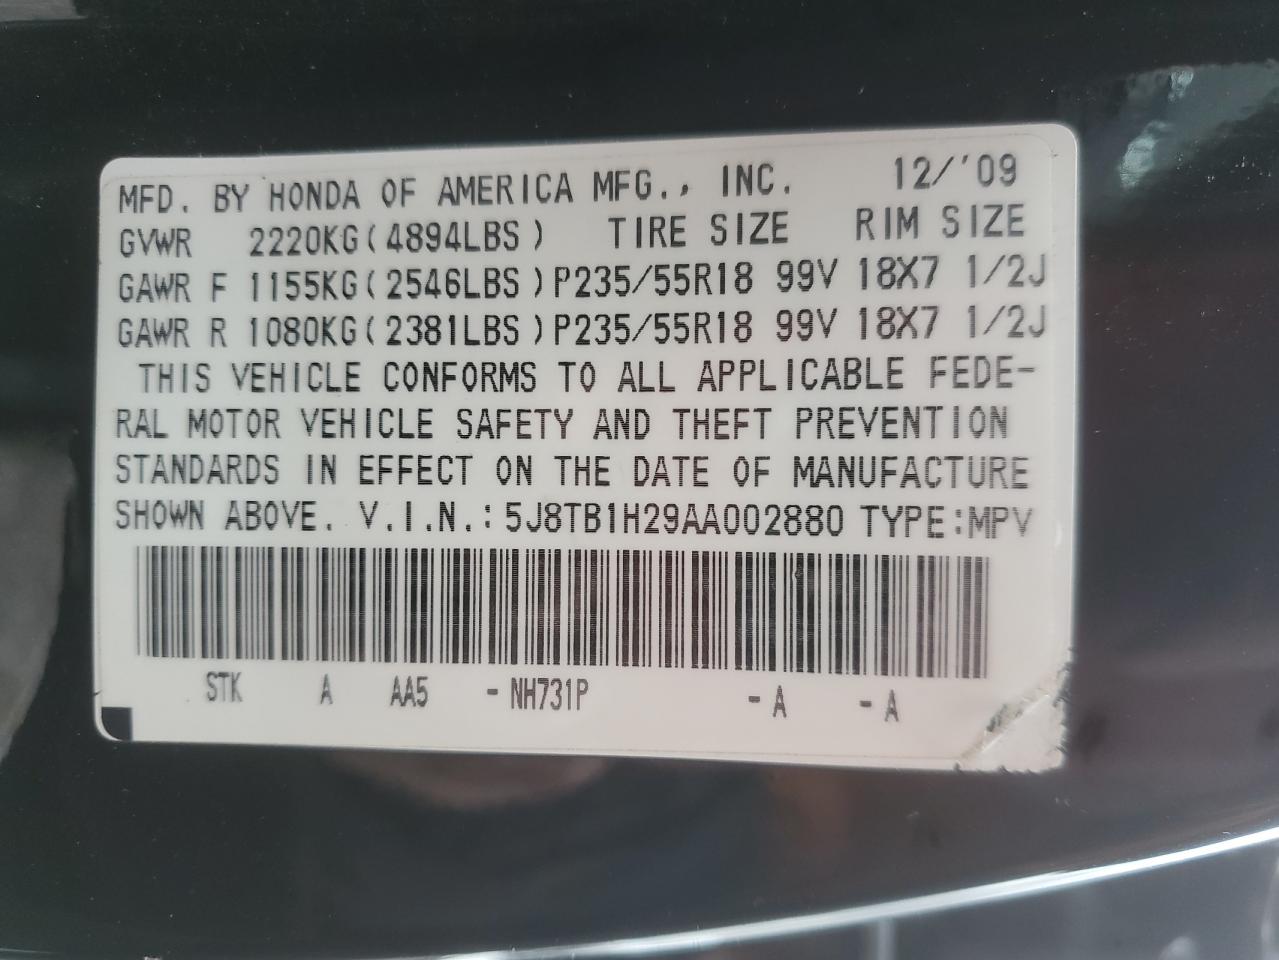 MFD. BY HONDA OF AMERICA MFG., INC. 12/'09
GVWR 2220KG(4894LBS) TIRE SIZE RIM SIZE
GAWR F 1155KG(2546LBS)P235/55R18 99V 18X7 1/2J
GAWR R 1080KG(2381LBS)P235/55R18 99V 18X7 1/2J
THIS VEHICLE CONFORMS TO ALL APPLICABLE FEDE-
RAL MOTOR VEHICLE SAFETY AND THEFT PREVENTION
STANDARDS IN EFFECT ON THE DATE OF MANUFACTURE
SHOWN ABOVE. V.I.N.:5J8TB1H29AA002880 TYPE:MPV
STK A AA5 -NH731P -A -A